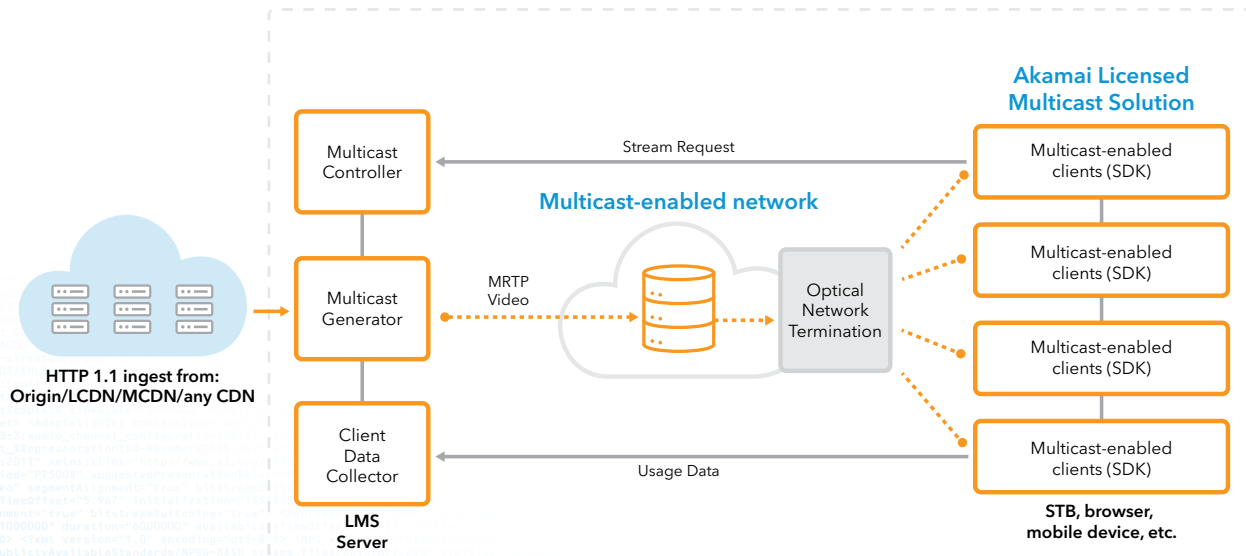 Akamai Licensed
Multicast Solution
Multicast
Controller
Stream Request
Multicast-enabled
clients (SDK)
Multicast-enabled network
Multicast-enabled
clients (SDK)
MRTP
Video
Multicast
Generator
Optical
Network
Termination
Multicast-enabled
clients (SDK)
HTTP 1.1 ingest from:
Origin/LCDN/MCDN/any CDN
Client
Data
Collector
Usage Data
Multicast-enabled
clients (SDK)
LMS
Server
STB, browser,
mobile device, etc.